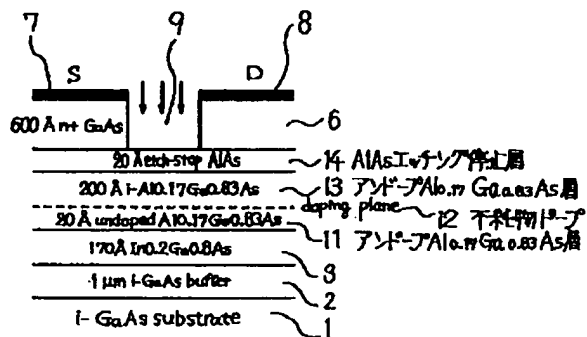 7
9
8
S
D
600 Å n+ GaAs
6
20 Å etch-stop AlAs
14 AlAsエッチング停止層
200 Å i-Al0.17Ga0.83As
13 アンドープAl0.17Ga0.83As層
doping plane
12 不純物ドープ
20 Å undoped Al0.17Ga0.83As
11 アンドープAl0.17Ga0.83As層
170Å In0.2Ga0.8As
3
1 μm i-GaAs buffer
2
i-GaAs substrate
1